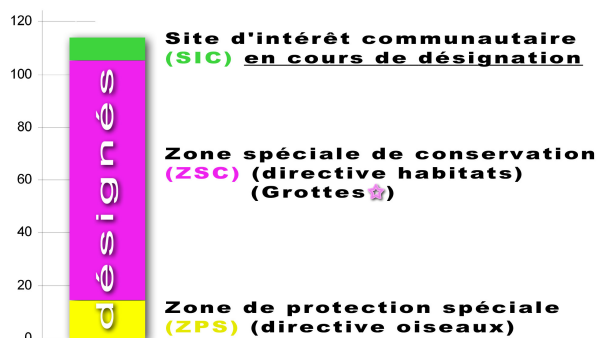 120
Site d'intérêt communautaire
(SIC) en cours de désignation
100
80
Zone spéciale de conservation
(ZSC) (directive habitats)
(Grottes☆)
60
40
20
Zone de protection spéciale
(ZPS) (directive oiseaux)
0
désignés